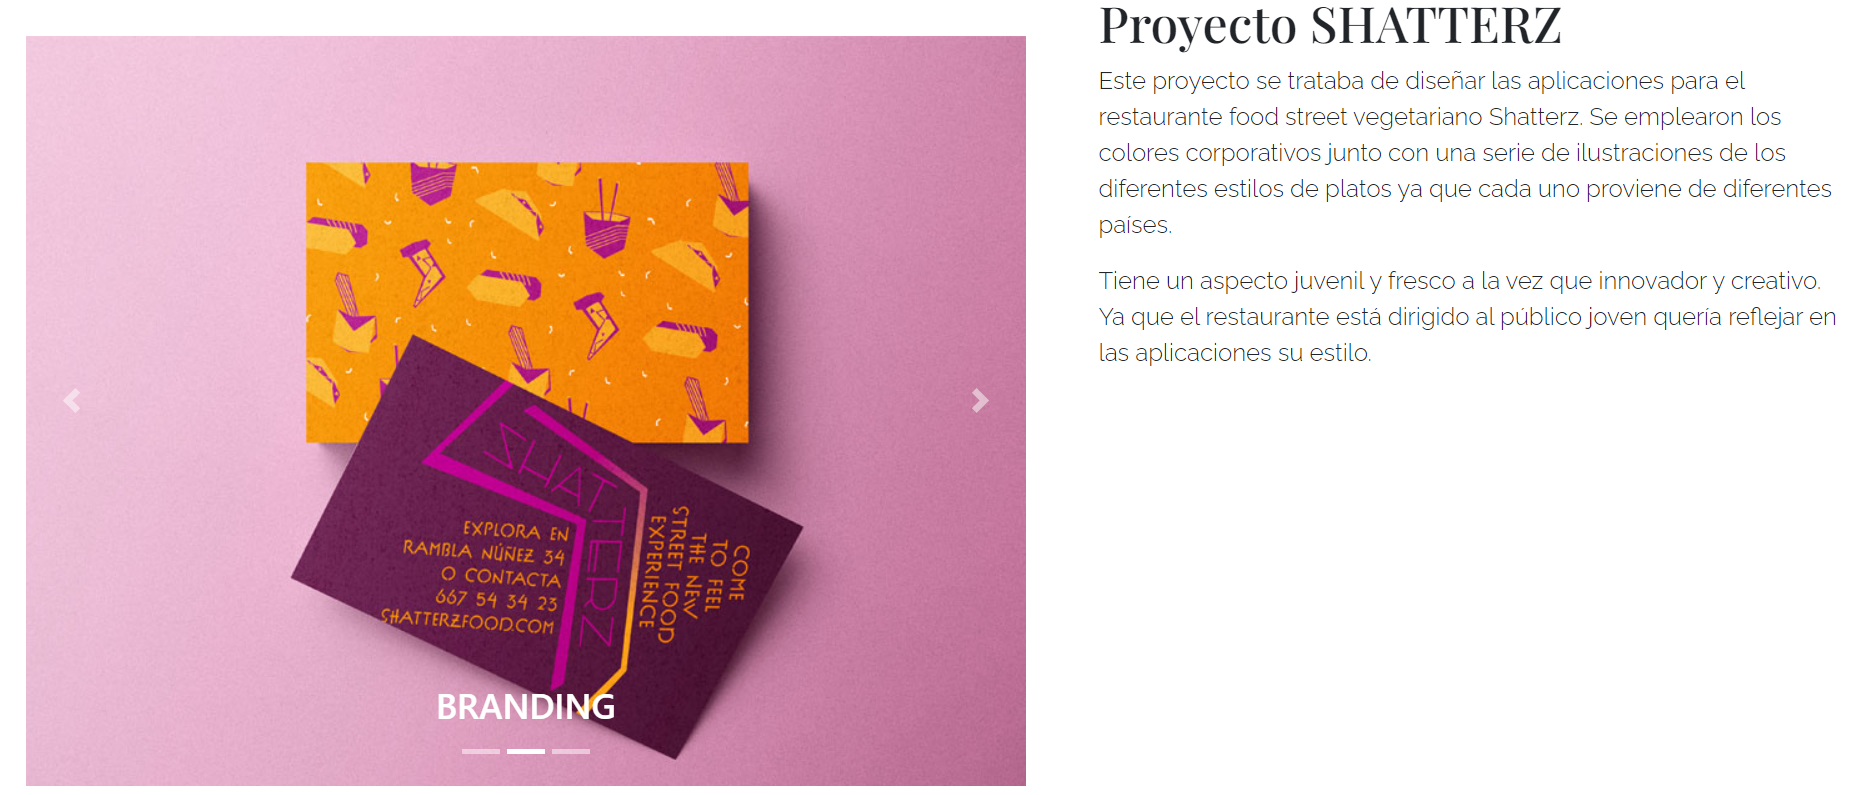 Proyecto SHATTERZ
Este proyecto se trataba de diseñar las aplicaciones para el
restaurante food street vegetariano Shatterz. Se emplearon los
colores corporativos junto con una serie de ilustraciones de los
diferentes estilos de platos ya que cada uno proviene de diferentes
países.
Tiene un aspecto juvenil y fresco a la vez que innovador y creativo.
Ya que el restaurante está dirigido al público joven quería reflejar en
las aplicaciones su estilo.
SHATTERZ
EXPLORA EN
RAMBLA NÚÑEZ 34
O CONTACTA
667 54 34 23
SHATTERZFOOD.COM
COME
TO FEEL
THE NEW
STREET FOOD
EXPERIENCE
BRANDING